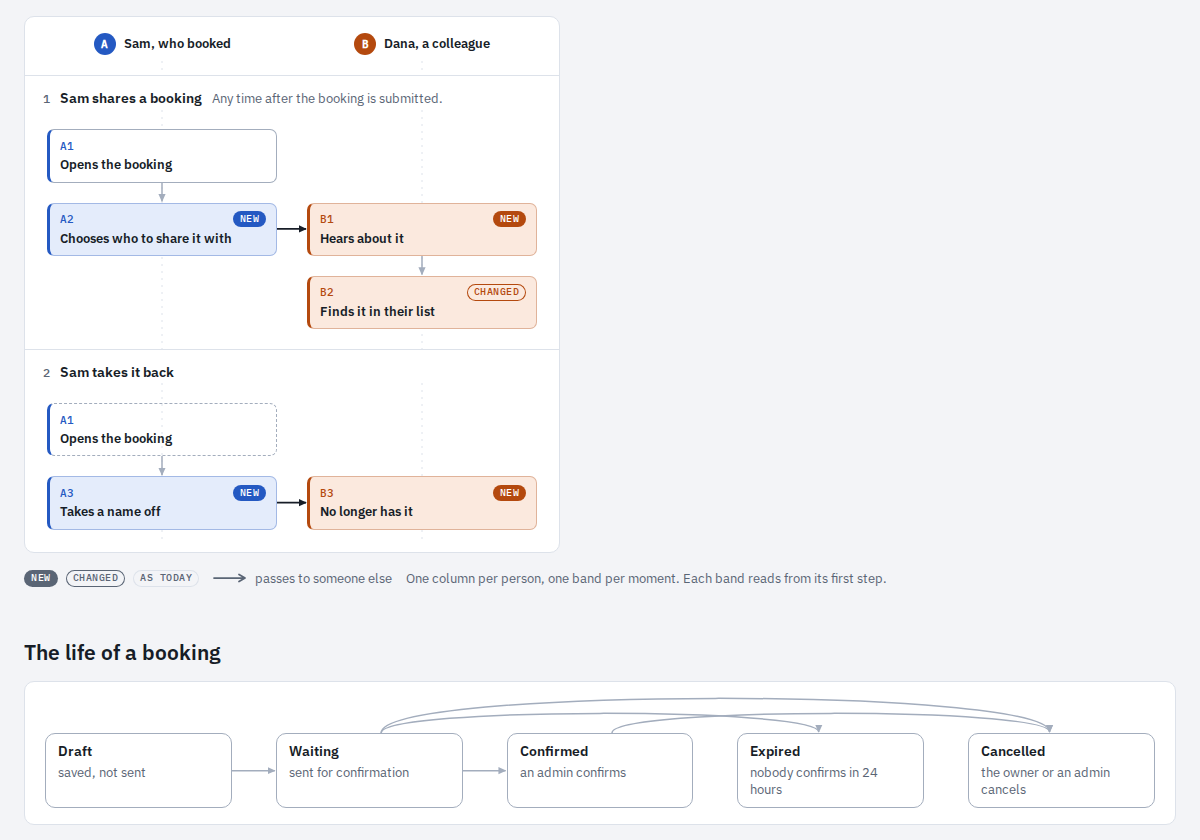 A Sam, who booked
B Dana, a colleague
1 Sam shares a booking Any time after the booking is submitted.
A1
Opens the booking
A2 NEW
Chooses who to share it with
B1 NEW
Hears about it
B2 CHANGED
Finds it in their list
2 Sam takes it back
A1
Opens the booking
A3 NEW
Takes a name off
B3 NEW
No longer has it
NEW CHANGED AS TODAY passes to someone else One column per person, one band per moment. Each band reads from its first step.
The life of a booking
Draft
saved, not sent
Waiting
sent for confirmation
Confirmed
an admin confirms
Expired
nobody confirms in 24
hours
Cancelled
the owner or an admin
cancels